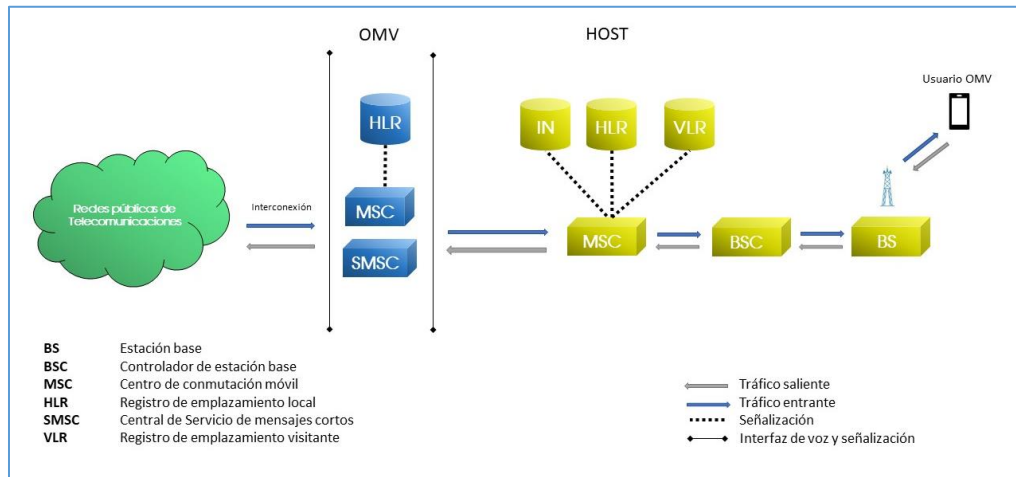 OMV
HOST
Usuario OMV
HLR
IN
HLR
VLR
Redes públicas de
Telecomunicaciones
Interconexión
MSC
SMSC
MSC
BSC
BS
BS Estación base
BSC Controlador de estación base
MSC Centro de conmutación móvil
HLR Registro de emplazamiento local
SMSC Central de Servicio de mensajes cortos
VLR Registro de emplazamiento visitante
Tráfico saliente
Tráfico entrante
Señalización
Interfaz de voz y señalización